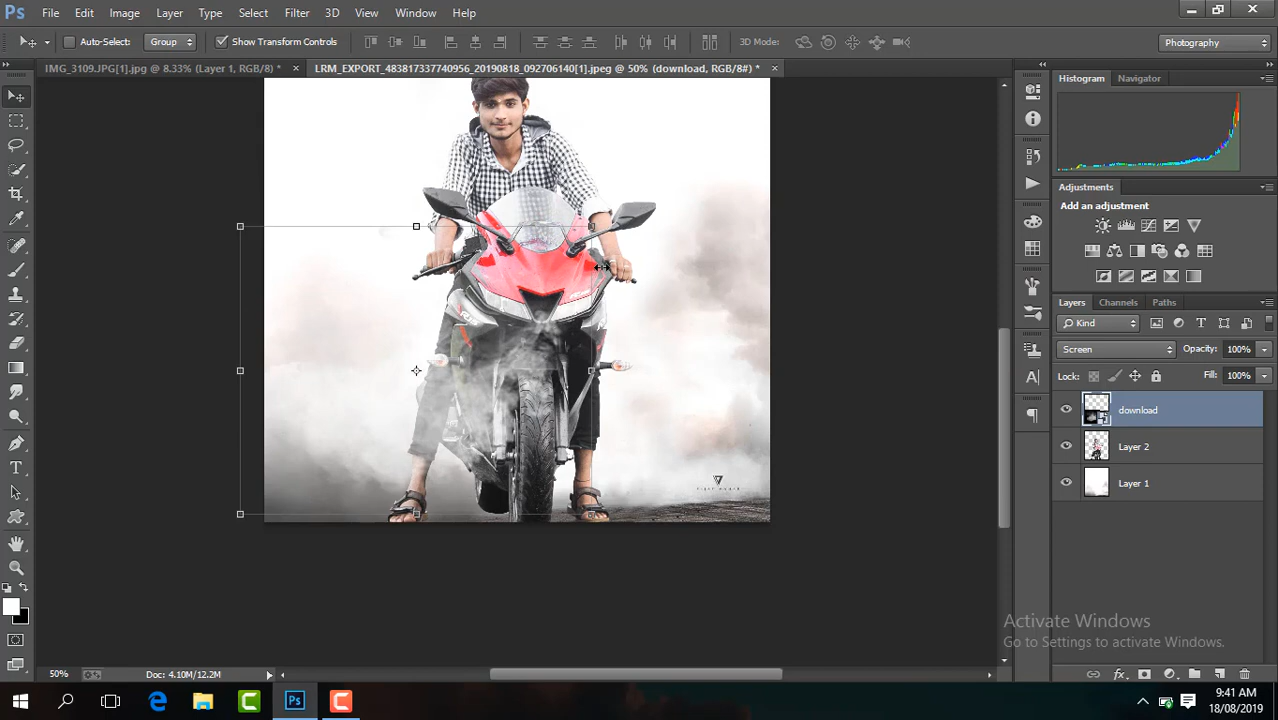 Ps File Edit Image Layer Type Select Filter 3D View Window Help
Auto-Select: Group Show Transform Controls 3D Mode: Photography
IMG_3109.JPG[1].jpg @ 8.33% (Layer 1, RGB/8) * × LRM_EXPORT_483817337740956_20190818_092706140[1].jpeg @ 50% (download, RGB/8#) * ×
Histogram Navigator
Adjustments
Add an adjustment
Layers Channels Paths
Kind
Screen Opacity: 100%
Lock: Fill: 100%
download
Layer 2
Layer 1
Activate Windows
Go to Settings to activate Windows.
50% Doc: 4.10M/12.2M
Ps
9:41 AM
18/08/2019